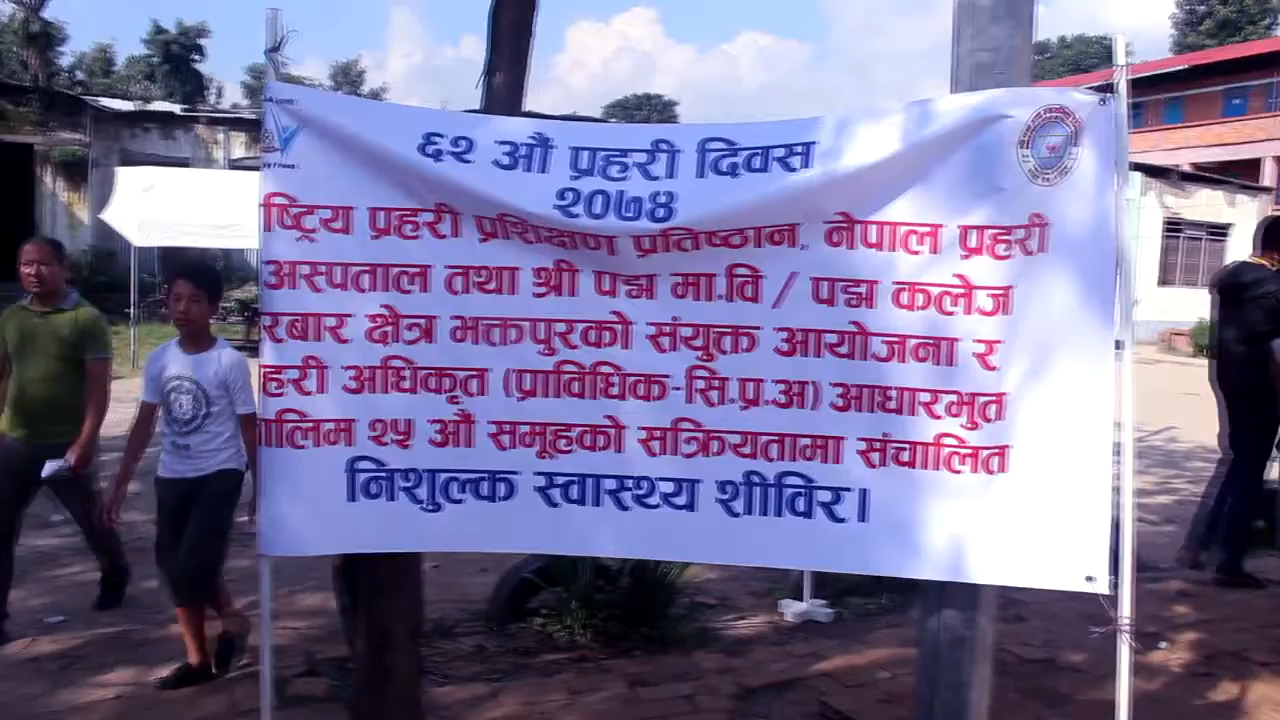 ६२ औं प्रहरी दिवस
२०७४
ष्ट्रिय प्रहरी प्रशिक्षण प्रतिष्ठान, नेपाल प्रहरी
अस्पताल तथा श्री पद्म मा.वि / पद्म कलेज
रबार क्षेत्र भक्तपुरको संयुक्त आयोजना र
हरी अधिकृत (प्राविधिक-सि.प्र.अ) आधारभुत
ालिम २५ औं समूहको सक्रियतामा संचालित
निशुल्क स्वास्थ्य शीविर।